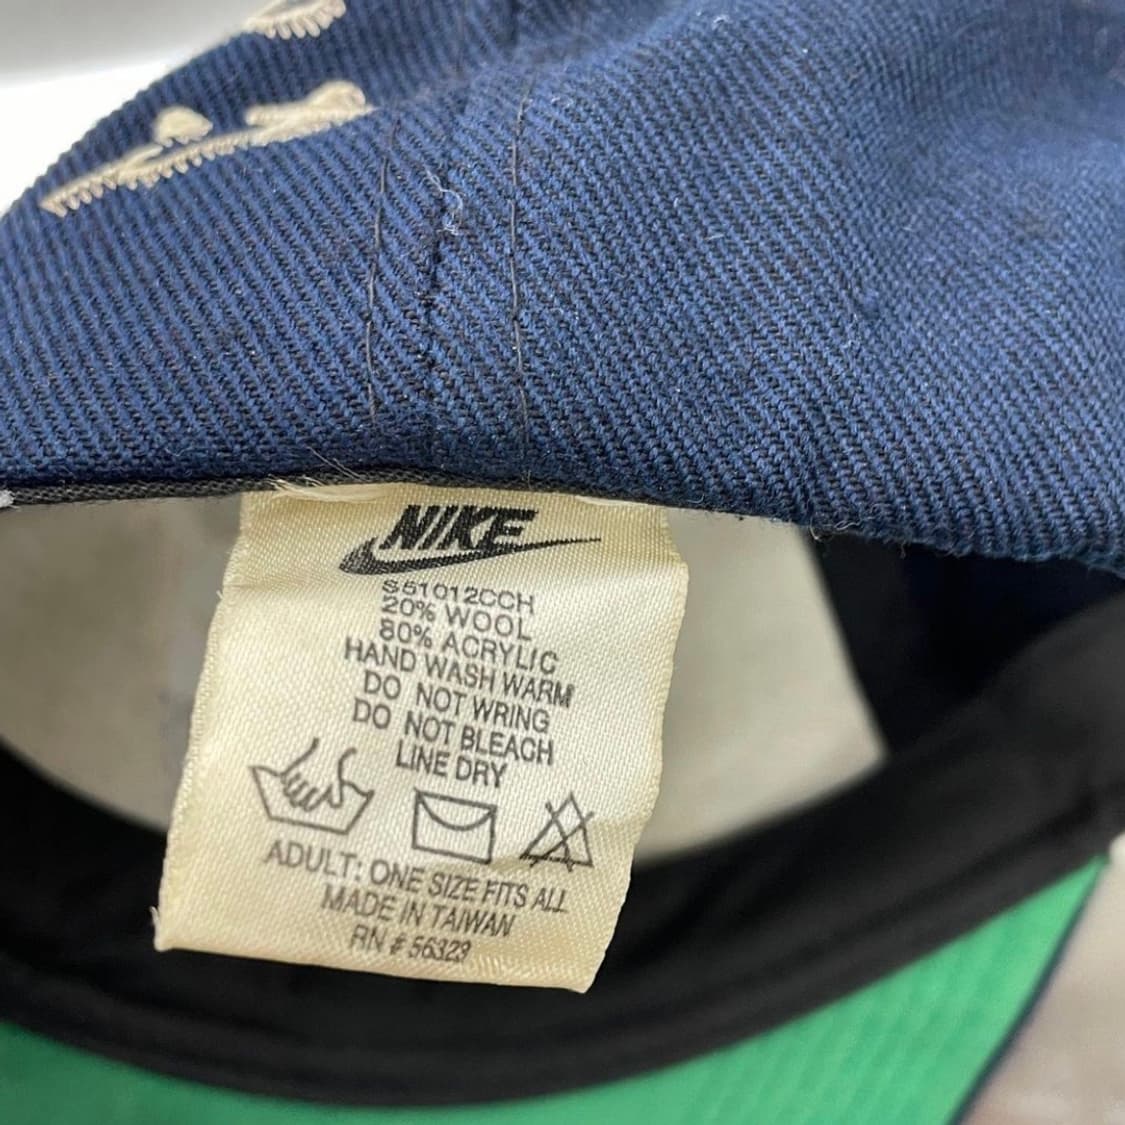 NIKE
S51012CCH
20% WOOL
80% ACRYLIC
HAND WASH WARM
DO NOT WRING
DO NOT BLEACH
LINE DRY
ADULT: ONE SIZE FITS ALL
MADE IN TAIWAN
RN # 56323